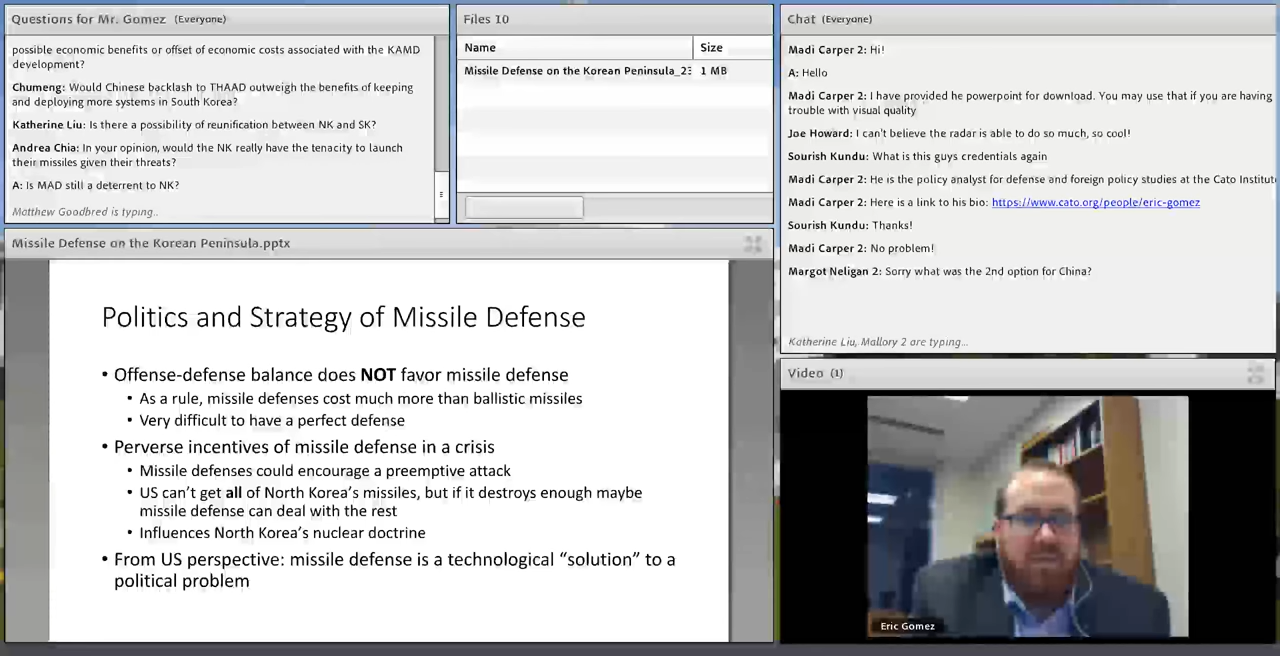 Questions for Mr. Gomez (Everyone)
possible economic benefits or offset of economic costs associated with the KAMD
development?
Chumeng: Would Chinese backlash to THAAD outweigh the benefits of keeping
and deploying more systems in South Korea?
Katherine Liu: Is there a possibility of reunification between NK and SK?
Andrea Chia: In your opinion, would the NK really have the tenacity to launch
their missiles given their threats?
A: Is MAD still a deterrent to NK?
Matthew Goodbred is typing..
Files 10
Name Size
Missile Defense on the Korean Peninsula_23 1 MB
Chat (Everyone)
Madi Carper 2: Hi!
A: Hello
Madi Carper 2: I have provided he powerpoint for download. You may use that if you are having
trouble with visual quality
Joe Howard: I can't believe the radar is able to do so much, so cool!
Sourish Kundu: What is this guys credentials again
Madi Carper 2: He is the policy analyst for defense and foreign policy studies at the Cato Institute
Madi Carper 2: Here is a link to his bio: https://www.cato.org/people/eric-gomez
Sourish Kundu: Thanks!
Madi Carper 2: No problem!
Margot Neligan 2: Sorry what was the 2nd option for China?
Katherine Liu, Mallory 2 are typing...
Missile Defense on the Korean Peninsula.pptx
Politics and Strategy of Missile Defense
• Offense-defense balance does NOT favor missile defense
• As a rule, missile defenses cost much more than ballistic missiles
• Very difficult to have a perfect defense
• Perverse incentives of missile defense in a crisis
• Missile defenses could encourage a preemptive attack
• US can't get all of North Korea's missiles, but if it destroys enough maybe
missile defense can deal with the rest
• Influences North Korea's nuclear doctrine
• From US perspective: missile defense is a technological "solution" to a
political problem
Video (1)
Eric Gomez